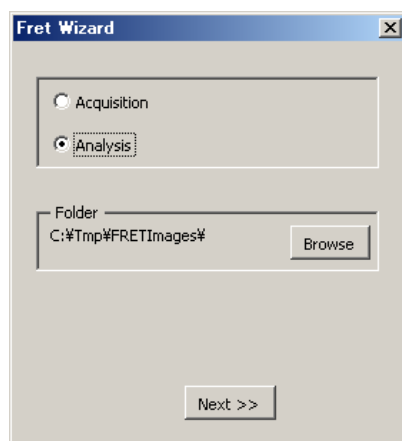 Fret Wizard
Acquisition
Analysis
Folder
C:¥Tmp¥FRETImages¥
Browse
Next >>